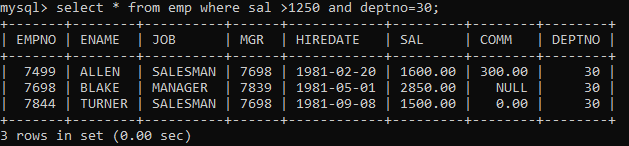 mysql> select * from emp where sal >1250 and deptno=30;
+-------+--------+----------+------+------------+---------+--------+--------+
| EMPNO | ENAME  | JOB      | MGR  | HIREDATE   | SAL     | COMM   | DEPTNO |
+-------+--------+----------+------+------------+---------+--------+--------+
|  7499 | ALLEN  | SALESMAN | 7698 | 1981-02-20 | 1600.00 | 300.00 |     30 |
|  7698 | BLAKE  | MANAGER  | 7839 | 1981-05-01 | 2850.00 |   NULL |     30 |
|  7844 | TURNER | SALESMAN | 7698 | 1981-09-08 | 1500.00 |   0.00 |     30 |
+-------+--------+----------+------+------------+---------+--------+--------+
3 rows in set (0.00 sec)